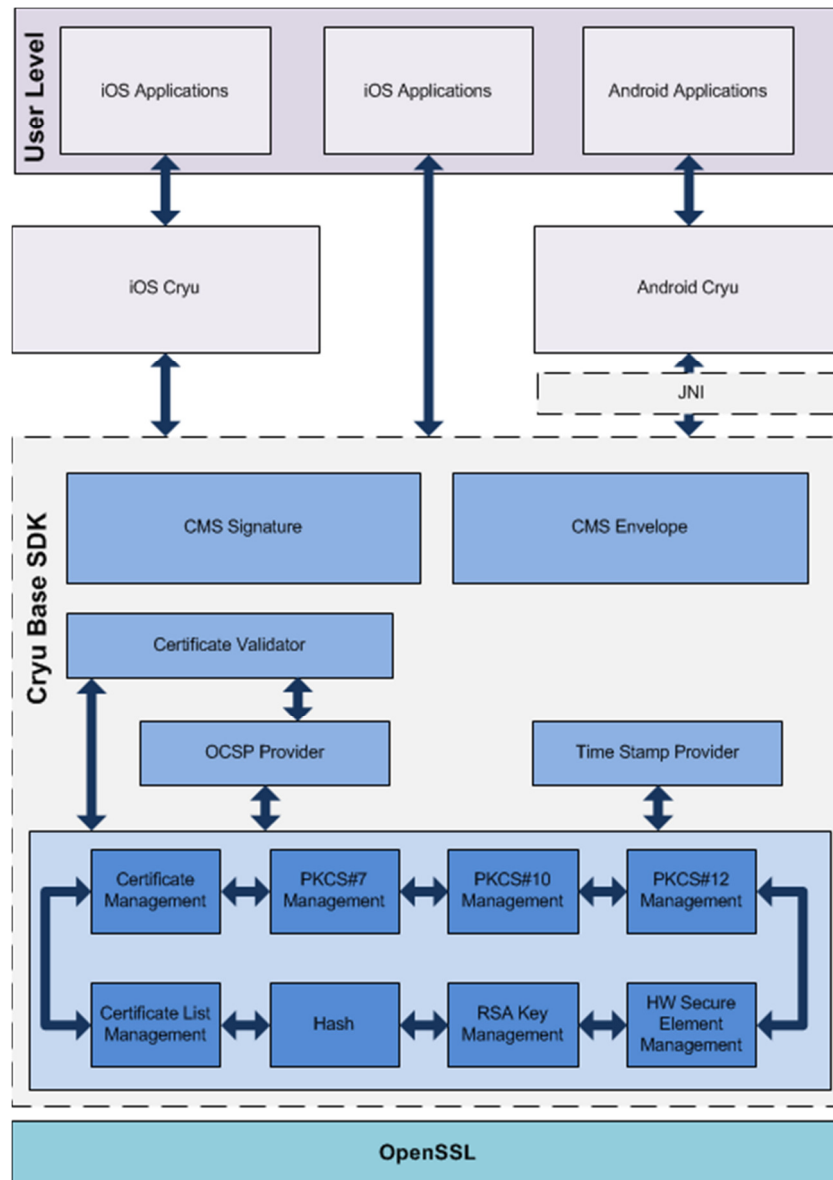 User Level
iOS Applications
iOS Applications
Android Applications
iOS Cryu
Android Cryu
JNI
Cryu Base SDK
CMS Signature
CMS Envelope
Certificate Validator
OCSP Provider
Time Stamp Provider
Certificate
Management
PKCS#7
Management
PKCS#10
Management
PKCS#12
Management
Certificate List
Management
Hash
RSA Key
Management
HW Secure
Element
Management
OpenSSL